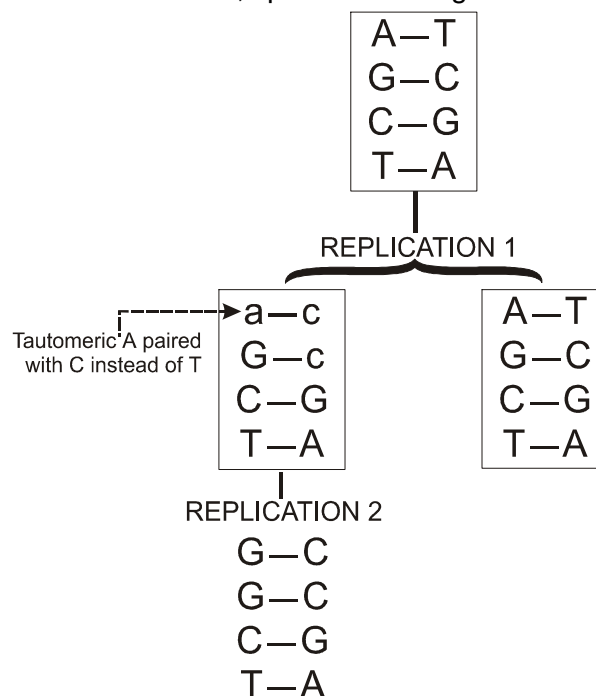 A—T
G—C
C—G
T—A
REPLICATION 1
a—c
G—c
C—G
T—A
A—T
G—C
C—G
T—A
Tautomeric A paired
with C instead of T
REPLICATION 2
G—C
G—C
C—G
T—A